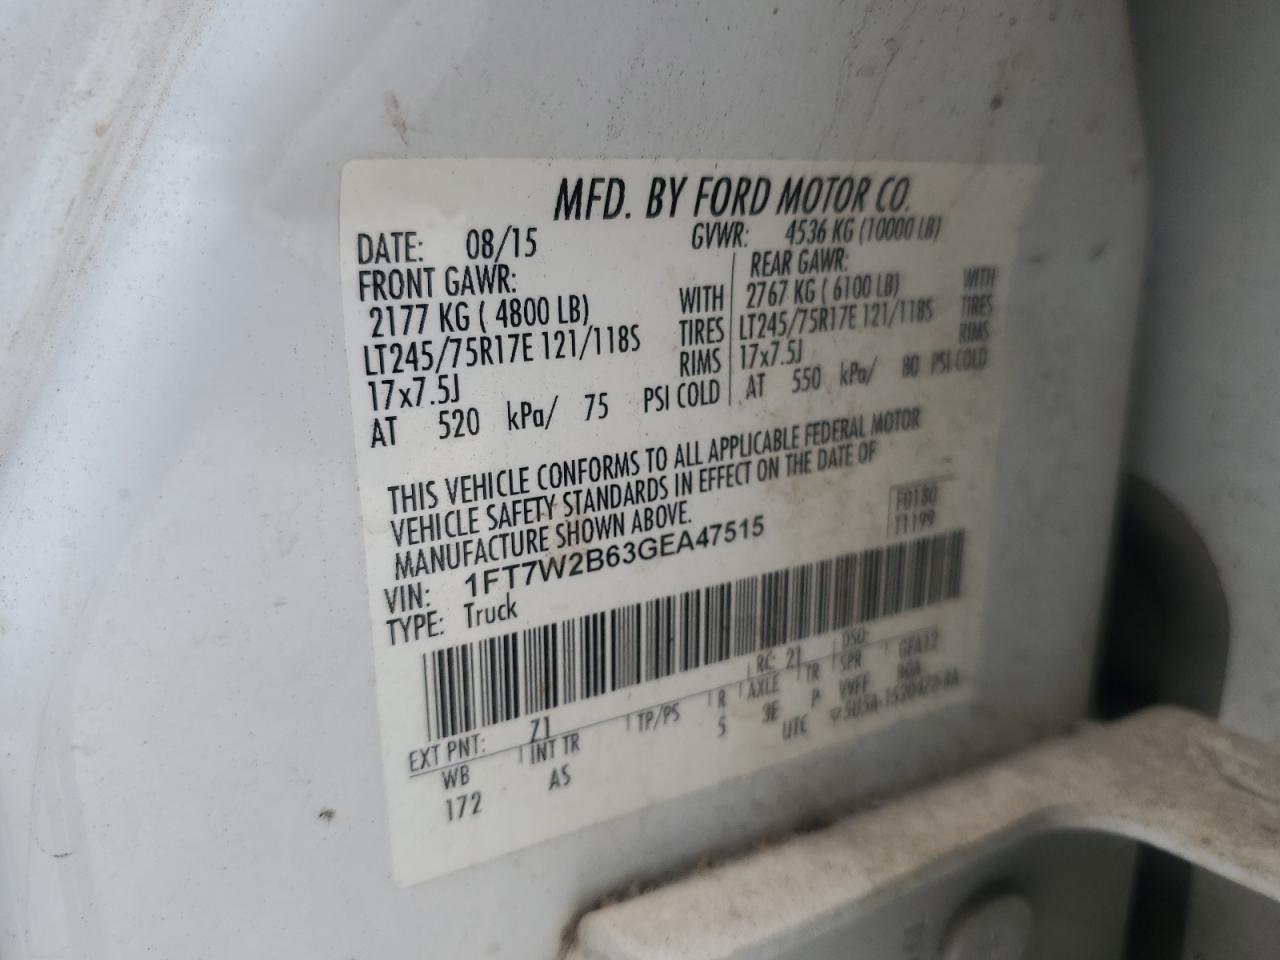 MFD. BY FORD MOTOR CO.
DATE: 08/15 GVWR: 4536 KG (10000 LB)
FRONT GAWR:
2177 KG ( 4800 LB) WITH
LT245/75R17E 121/118S TIRES
17x7.5J RIMS
AT 520 kPa/ 75 PSI COLD
REAR GAWR:
2767 KG ( 6100 LB) WITH
LT245/75R17E 121/118S TIRES
17x7.5J RIMS
AT 550 kPa/ 80 PSI COLD
THIS VEHICLE CONFORMS TO ALL APPLICABLE FEDERAL MOTOR
VEHICLE SAFETY STANDARDS IN EFFECT ON THE DATE OF
MANUFACTURE SHOWN ABOVE.
F0180
T1199
VIN: 1FT7W2B63GEA47515
TYPE: Truck
EXT PNT: Z1 RC: 21 DSO:
WB INT TR TP/PS R AXLE TR SPR GFA12
172 AS 5 3E P VVFF
UTC